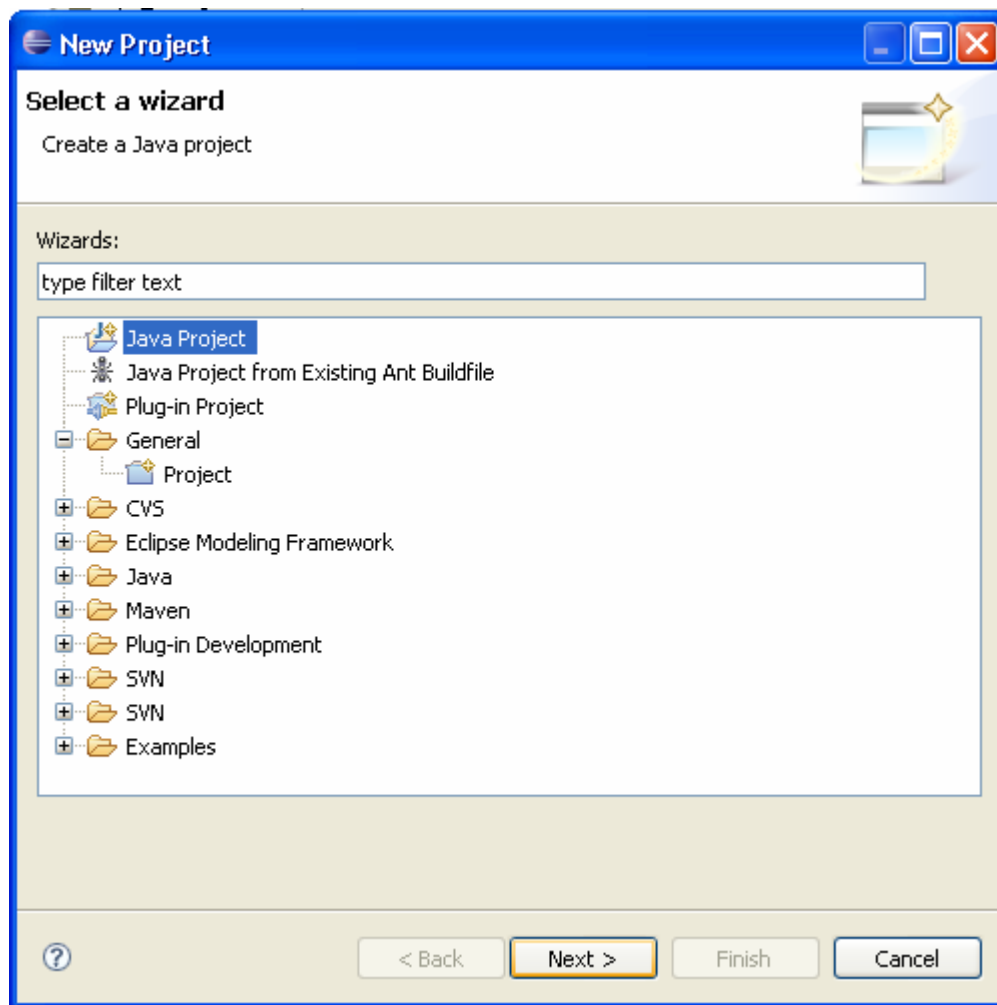 New Project
Select a wizard
Create a Java project
Wizards:
type filter text
Java Project
Java Project from Existing Ant Buildfile
Plug-in Project
General
Project
CVS
Eclipse Modeling Framework
Java
Maven
Plug-in Development
SVN
SVN
Examples
< Back Next > Finish Cancel